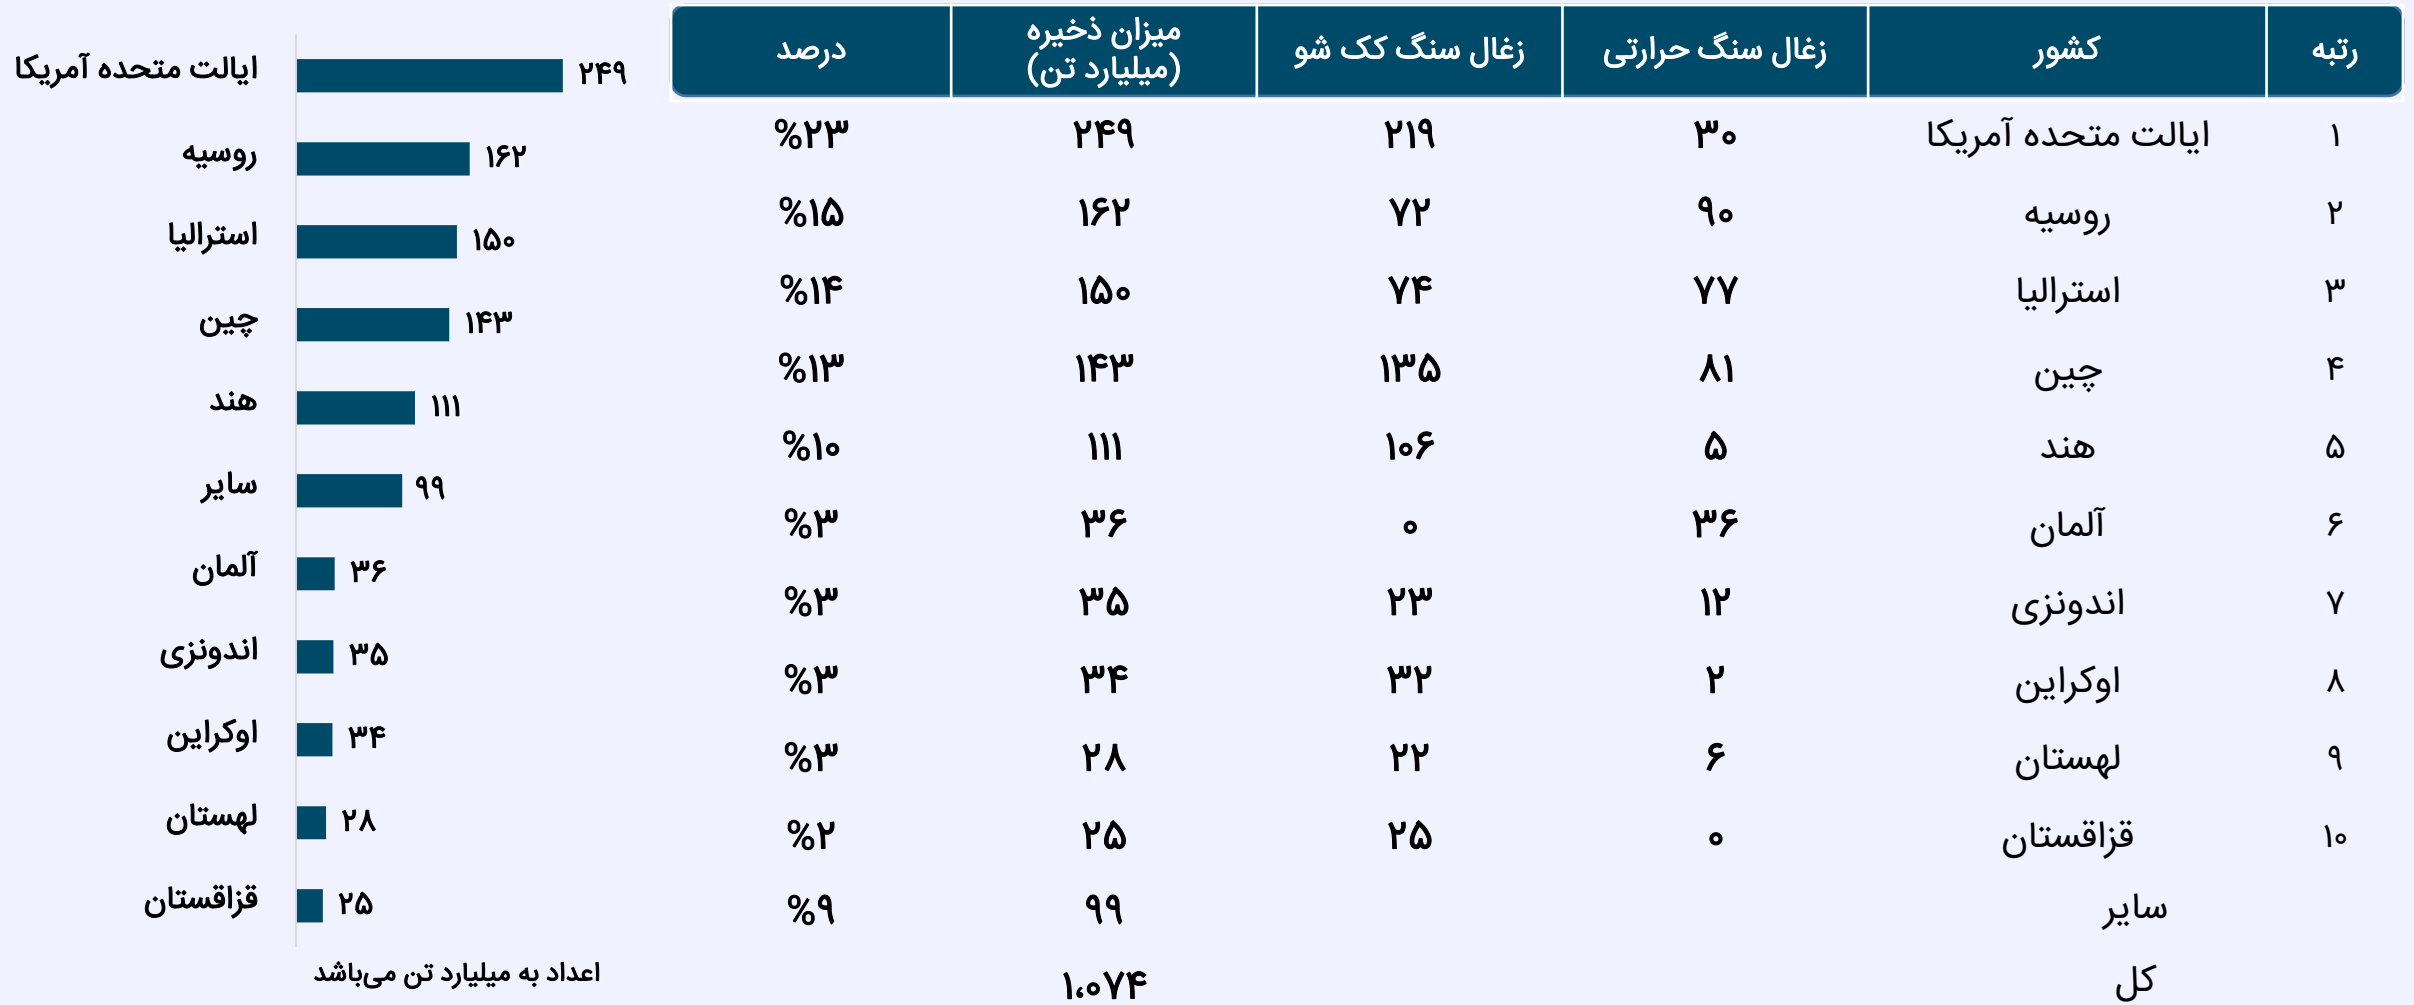 رتبه کشور زغال سنگ حرارتی زغال سنگ کک شو میزان ذخیره (میلیارد تن) درصد
۱ ایالت متحده آمریکا ۳۰ ۲۱۹ ۲۴۹ %۲۳
۲ روسیه ۹۰ ۷۲ ۱۶۲ %۱۵
۳ استرالیا ۷۷ ۷۴ ۱۵۰ %۱۴
۴ چین ۸۱ ۱۳۵ ۱۴۳ %۱۳
۵ هند ۵ ۱۰۶ ۱۱۱ %۱۰
۶ آلمان ۳۶ ۰ ۳۶ %۳
۷ اندونزی ۱۲ ۲۳ ۳۵ %۳
۸ اوکراین ۲ ۳۲ ۳۴ %۳
۹ لهستان ۶ ۲۲ ۲۸ %۳
۱۰ قزاقستان ۰ ۲۵ ۲۵ %۲
سایر ۹۹ %۹
کل ۱،۰۷۴
ایالت متحده آمریکا ۲۴۹
روسیه ۱۶۲
استرالیا ۱۵۰
چین ۱۴۳
هند ۱۱۱
سایر ۹۹
آلمان ۳۶
اندونزی ۳۵
اوکراین ۳۴
لهستان ۲۸
قزاقستان ۲۵
اعداد به میلیارد تن می‌باشد